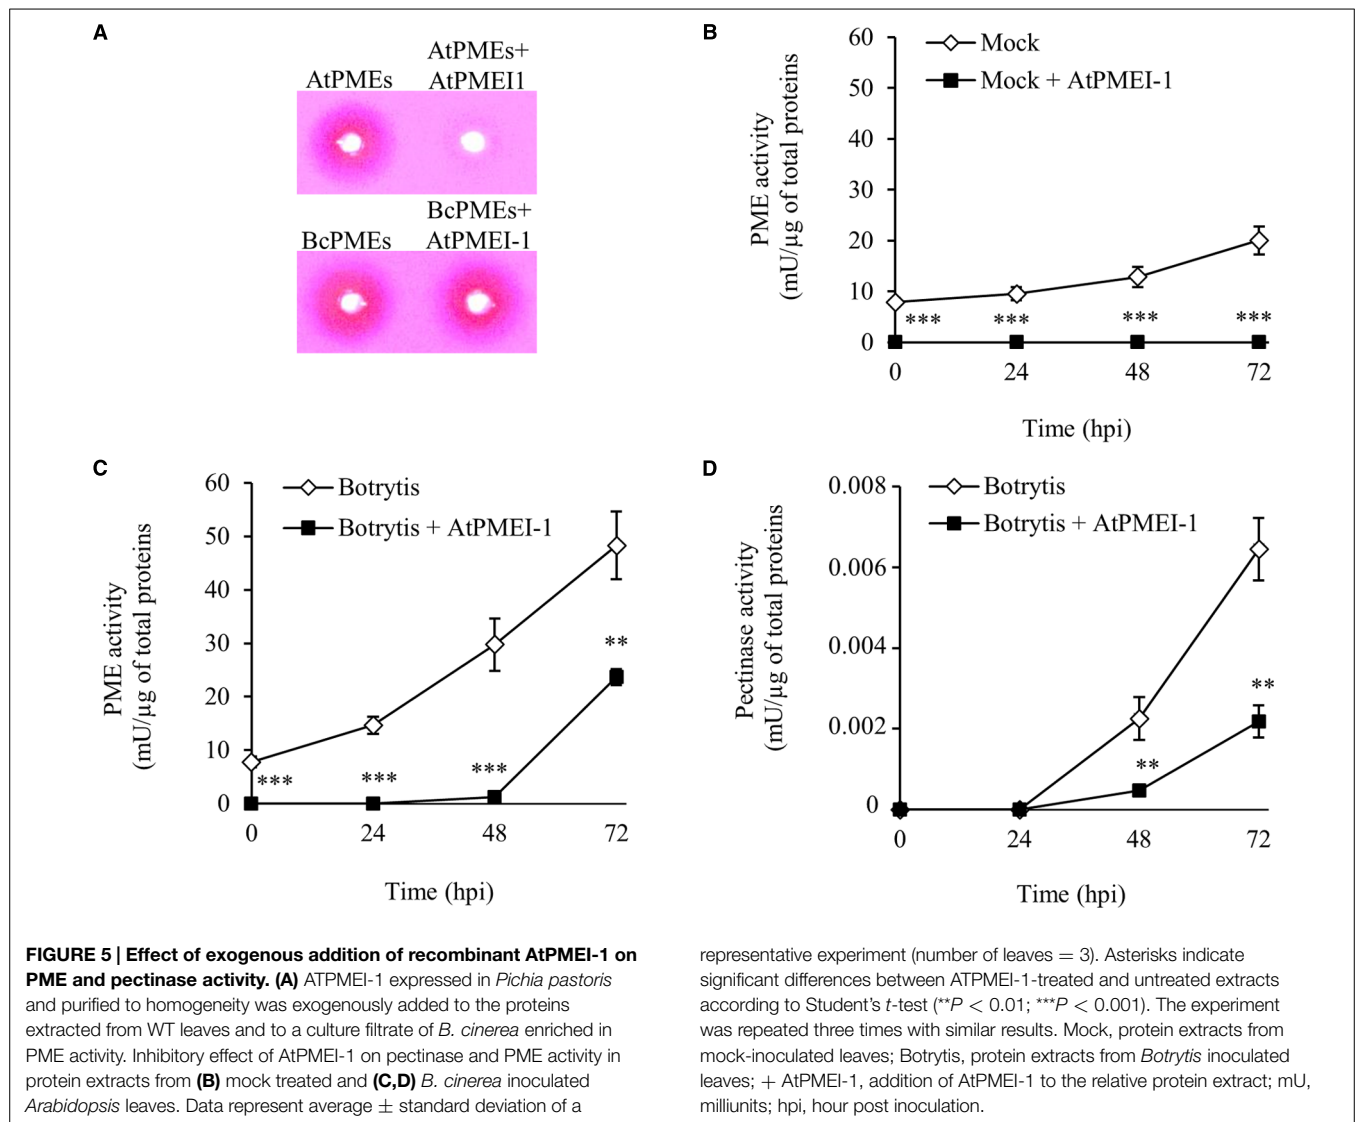 A
AtPMEs
AtPMEs+
AtPMEI1
BcPMEs
BcPMEs+
AtPMEI-1
B
PME activity
(mU/µg of total proteins
60
50
40
30
20
10
0
Mock
Mock + AtPMEI-1
*** *** *** ***
0 24 48 72
Time (hpi)
C
PME activity
(mU/µg of total proteins
60
50
40
30
20
10
0
Botrytis
Botrytis + AtPMEI-1
*** *** *** **
0 24 48 72
Time (hpi)
D
Pectinase activity
(mU/µg of total proteins
0.008
0.006
0.004
0.002
0
Botrytis
Botrytis + AtPMEI-1
** **
0 24 48 72
Time (hpi)
FIGURE 5 | Effect of exogenous addition of recombinant AtPMEI-1 on
PME and pectinase activity. (A) ATPMEI-1 expressed in Pichia pastoris
and purified to homogeneity was exogenously added to the proteins
extracted from WT leaves and to a culture filtrate of B. cinerea enriched in
PME activity. Inhibitory effect of AtPMEI-1 on pectinase and PME activity in
protein extracts from (B) mock treated and (C,D) B. cinerea inoculated
Arabidopsis leaves. Data represent average ± standard deviation of a
representative experiment (number of leaves = 3). Asterisks indicate
significant differences between ATPMEI-1-treated and untreated extracts
according to Student's t-test (**P < 0.01; ***P < 0.001). The experiment
was repeated three times with similar results. Mock, protein extracts from
mock-inoculated leaves; Botrytis, protein extracts from Botrytis inoculated
leaves; + AtPMEI-1, addition of AtPMEI-1 to the relative protein extract; mU,
milliunits; hpi, hour post inoculation.